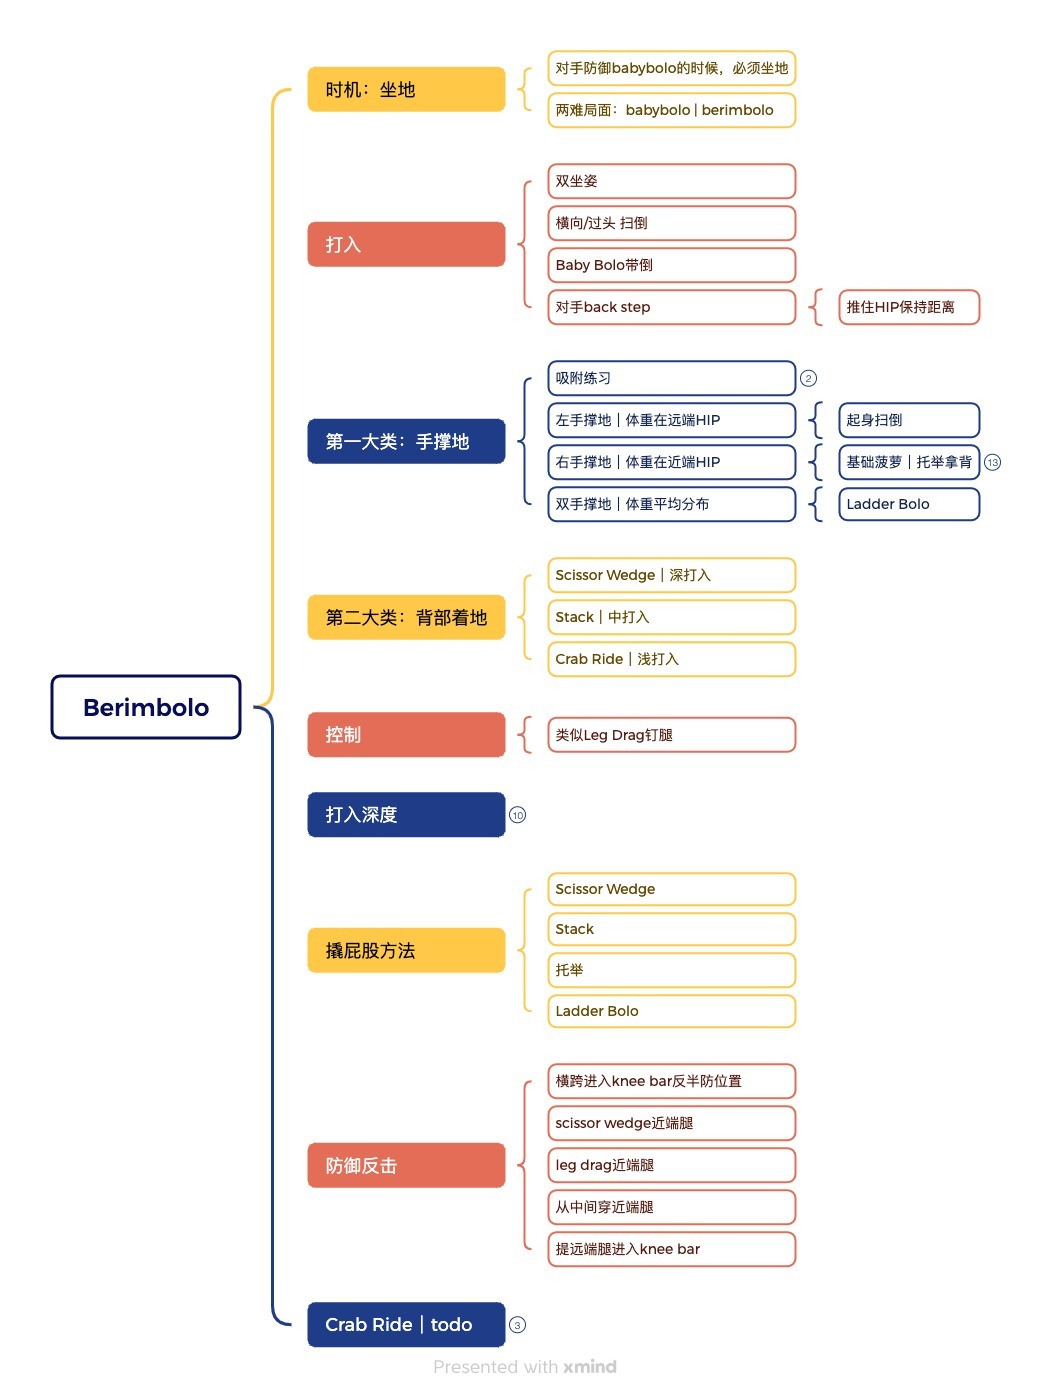 Berimbolo
时机：坐地
对手防御babybolo的时候，必须坐地
两难局面：babybolo | berimbolo
打入
双坐姿
横向/过头 扫倒
Baby Bolo带倒
对手back step
推住HIP保持距离
第一大类：手撑地
吸附练习
2
左手撑地｜体重在远端HIP
起身扫倒
右手撑地｜体重在近端HIP
基础菠萝｜托举拿背
13
双手撑地｜体重平均分布
Ladder Bolo
第二大类：背部着地
Scissor Wedge｜深打入
Stack｜中打入
Crab Ride｜浅打入
控制
类似Leg Drag钉腿
打入深度
10
撬屁股方法
Scissor Wedge
Stack
托举
Ladder Bolo
防御反击
横跨进入knee bar反半防位置
scissor wedge近端腿
leg drag近端腿
从中间穿近端腿
提远端腿进入knee bar
Crab Ride｜todo
3
Presented with xmind